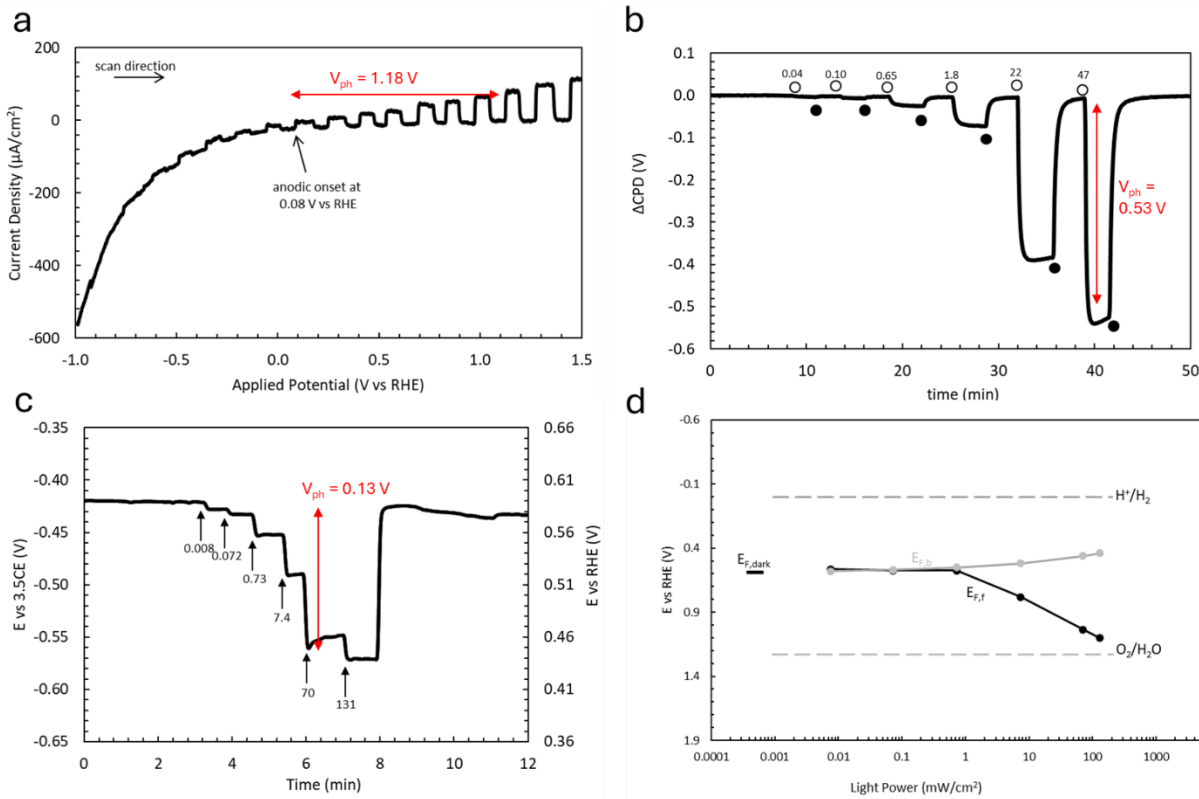 a
200
0
-200
-400
-600
Current Density (µA/cm²)
scan direction
Vph = 1.18 V
anodic onset at
0.08 V vs RHE
-1.0 -0.5 0.0 0.5 1.0 1.5
Applied Potential (V vs RHE)
b
0.1
0.0
-0.1
-0.2
-0.3
-0.4
-0.5
-0.6
ΔCPD (V)
0.04 0.10 0.65 1.8 22 47
Vph =
0.53 V
0 10 20 30 40 50
time (min)
c
-0.35
-0.40
-0.45
-0.50
-0.55
-0.60
-0.65
E vs 3.5CE (V)
Vph = 0.13 V
0.008
0.072
0.73
7.4
70
131
0.66
0.61
0.56
0.51
0.46
0.41
0.36
E vs RHE (V)
0 2 4 6 8 10 12
Time (min)
d
-0.6
-0.1
0.4
0.9
1.4
1.9
E vs RHE (V)
H⁺/H₂
EF,dark
EF,b
EF,f
O₂/H₂O
0.0001 0.001 0.01 0.1 1 10 100 1000
Light Power (mW/cm²)